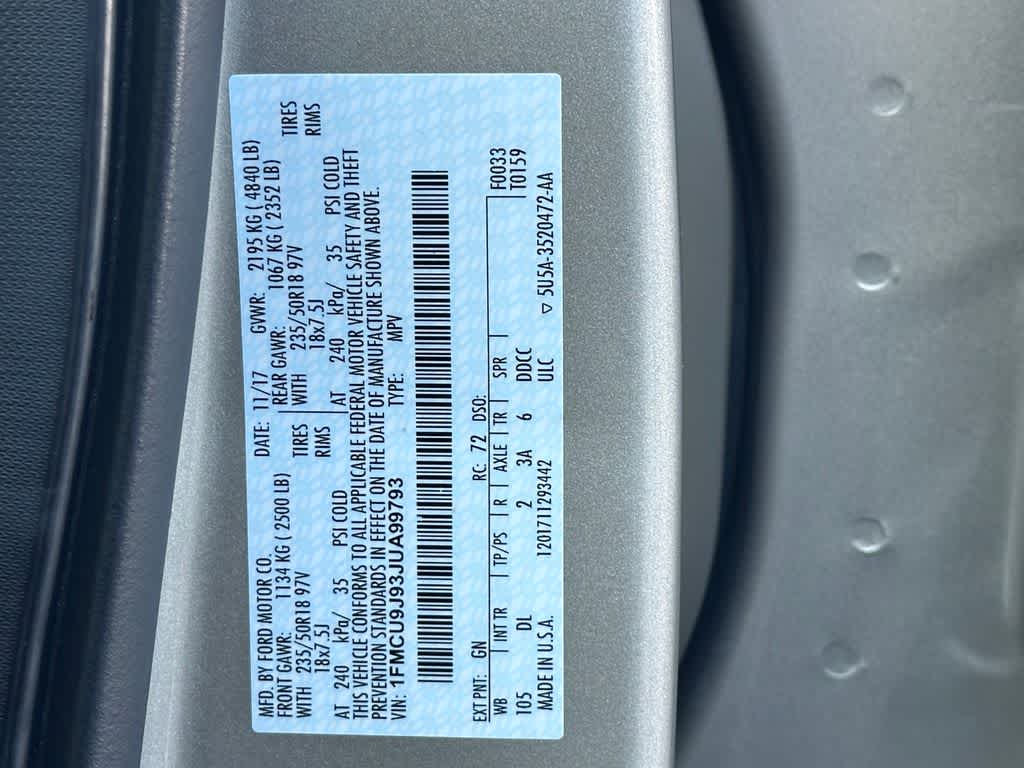 MFD. BY FORD MOTOR CO.
DATE: 11/17 GVWR: 2195 KG ( 4840 LB)
FRONT GAWR: 1134 KG ( 2500 LB)
REAR GAWR: 1067 KG ( 2352 LB)
WITH 235/50R18 97V TIRES
WITH 235/50R18 97V TIRES
18x7.5J RIMS
18x7.5J RIMS
AT 240 kPa/ 35 PSI COLD
AT 240 kPa/ 35 PSI COLD
THIS VEHICLE CONFORMS TO ALL APPLICABLE FEDERAL MOTOR VEHICLE SAFETY AND THEFT
PREVENTION STANDARDS IN EFFECT ON THE DATE OF MANUFACTURE SHOWN ABOVE.
VIN: 1FMCU9J93JUA99793 TYPE: MPV
EXT PNT: GN RC: 72 DSO: F0033
WB INT TR TP/PS R AXLE TR SPR T0159
105 DL 2 3A 6 DDCC
MADE IN U.S.A. 1201711293442 ULC ▽ 5U5A-3520472-AA